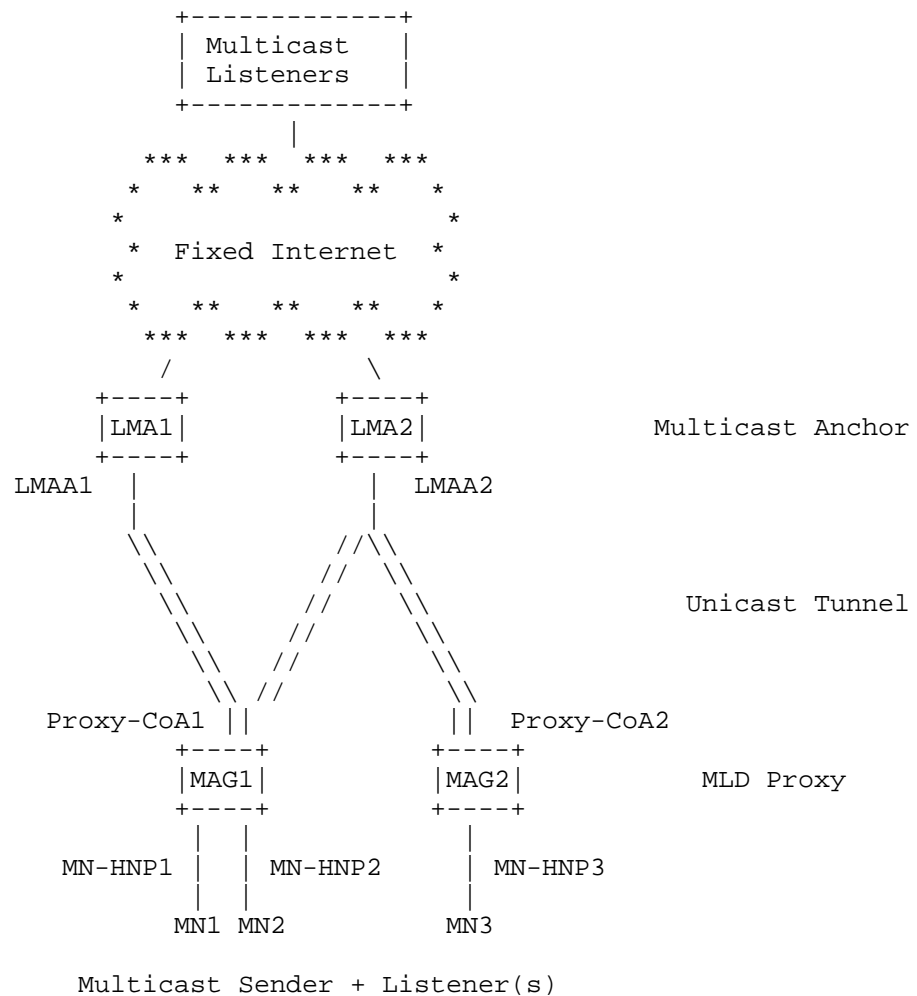 Multicast
Listeners
Fixed Internet
LMA1 LMA2 Multicast Anchor
LMAA1 LMAA2
Unicast Tunnel
Proxy-CoA1 Proxy-CoA2
MAG1 MAG2 MLD Proxy
MN-HNP1 MN-HNP2 MN-HNP3
MN1 MN2 MN3
Multicast Sender + Listener(s)